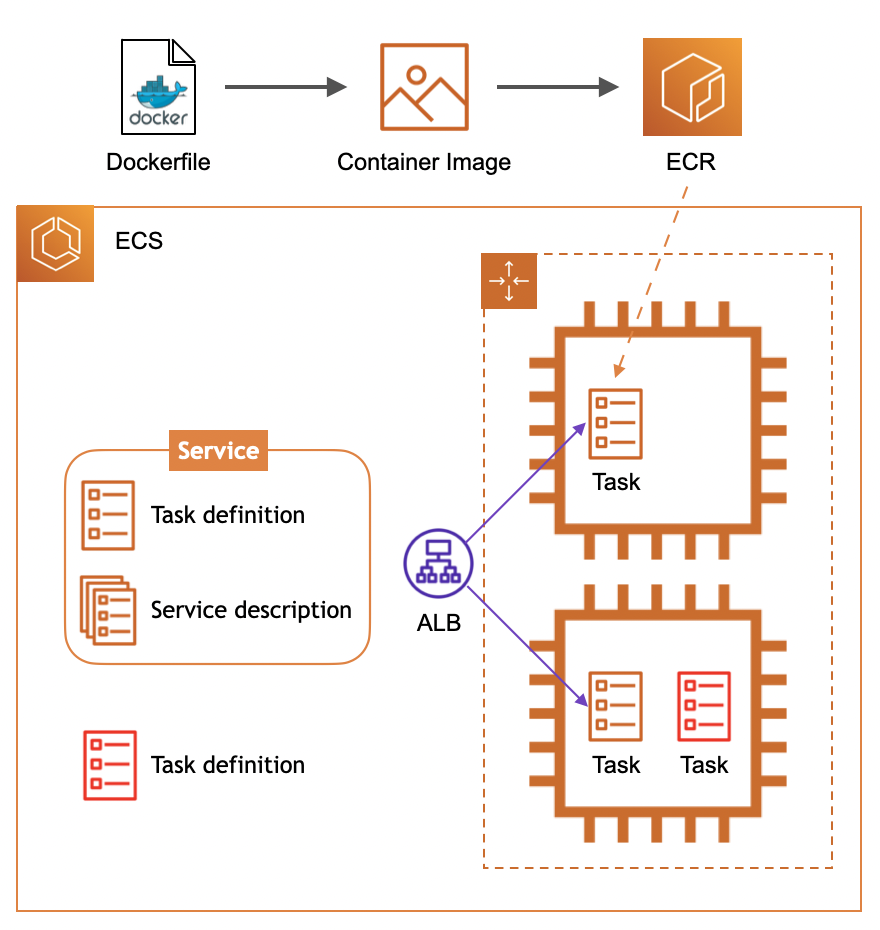 docker
Dockerfile
Container Image
ECR
ECS
Service
Task definition
Service description
Task definition
ALB
Task
Task
Task